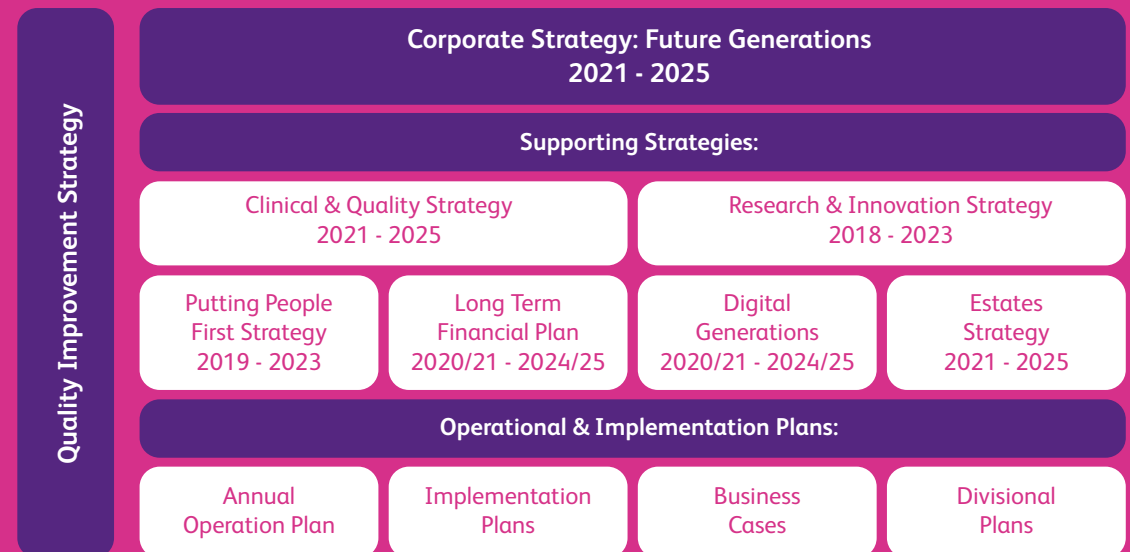 Quality Improvement Strategy
Corporate Strategy: Future Generations
2021 - 2025
Supporting Strategies:
Clinical & Quality Strategy
2021 - 2025
Research & Innovation Strategy
2018 - 2023
Putting People
First Strategy
2019 - 2023
Long Term
Financial Plan
2020/21 - 2024/25
Digital
Generations
2020/21 - 2024/25
Estates
Strategy
2021 - 2025
Operational & Implementation Plans:
Annual
Operation Plan
Implementation
Plans
Business
Cases
Divisional
Plans